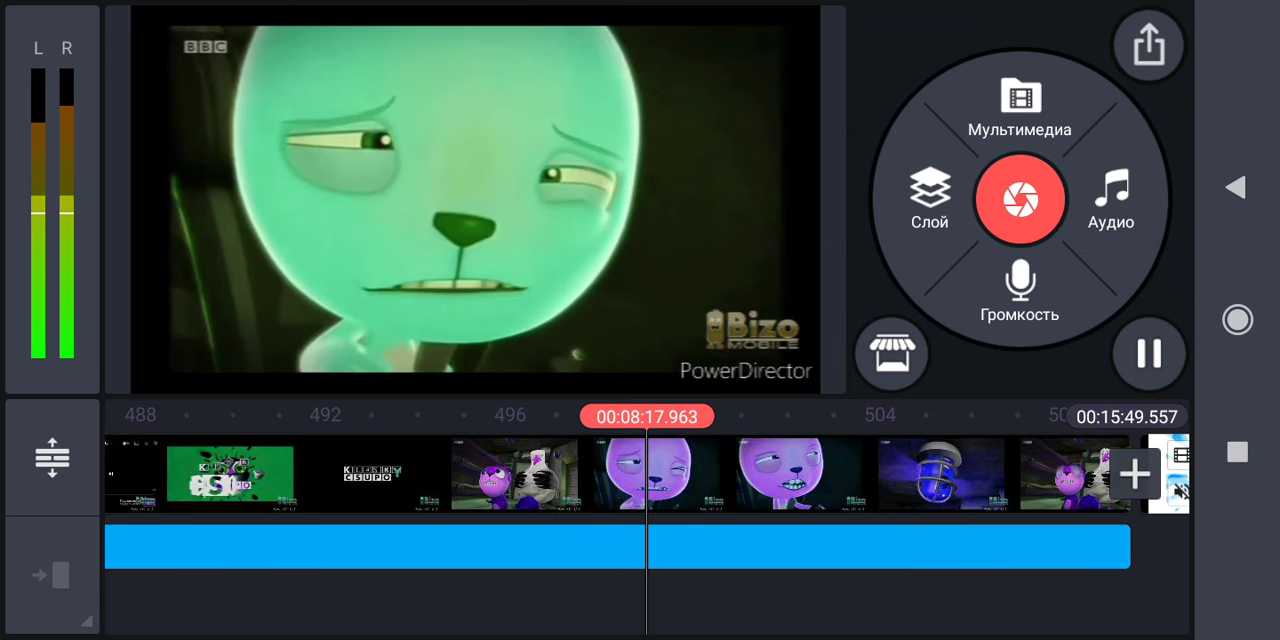 L R
BBC
Bizo
MOBILE
PowerDirector
Мультимедиа
Слой
Аудио
Громкость
488
492
496
00:08:17.963
504
50
00:15:49.557
KLASKY
CSUPO